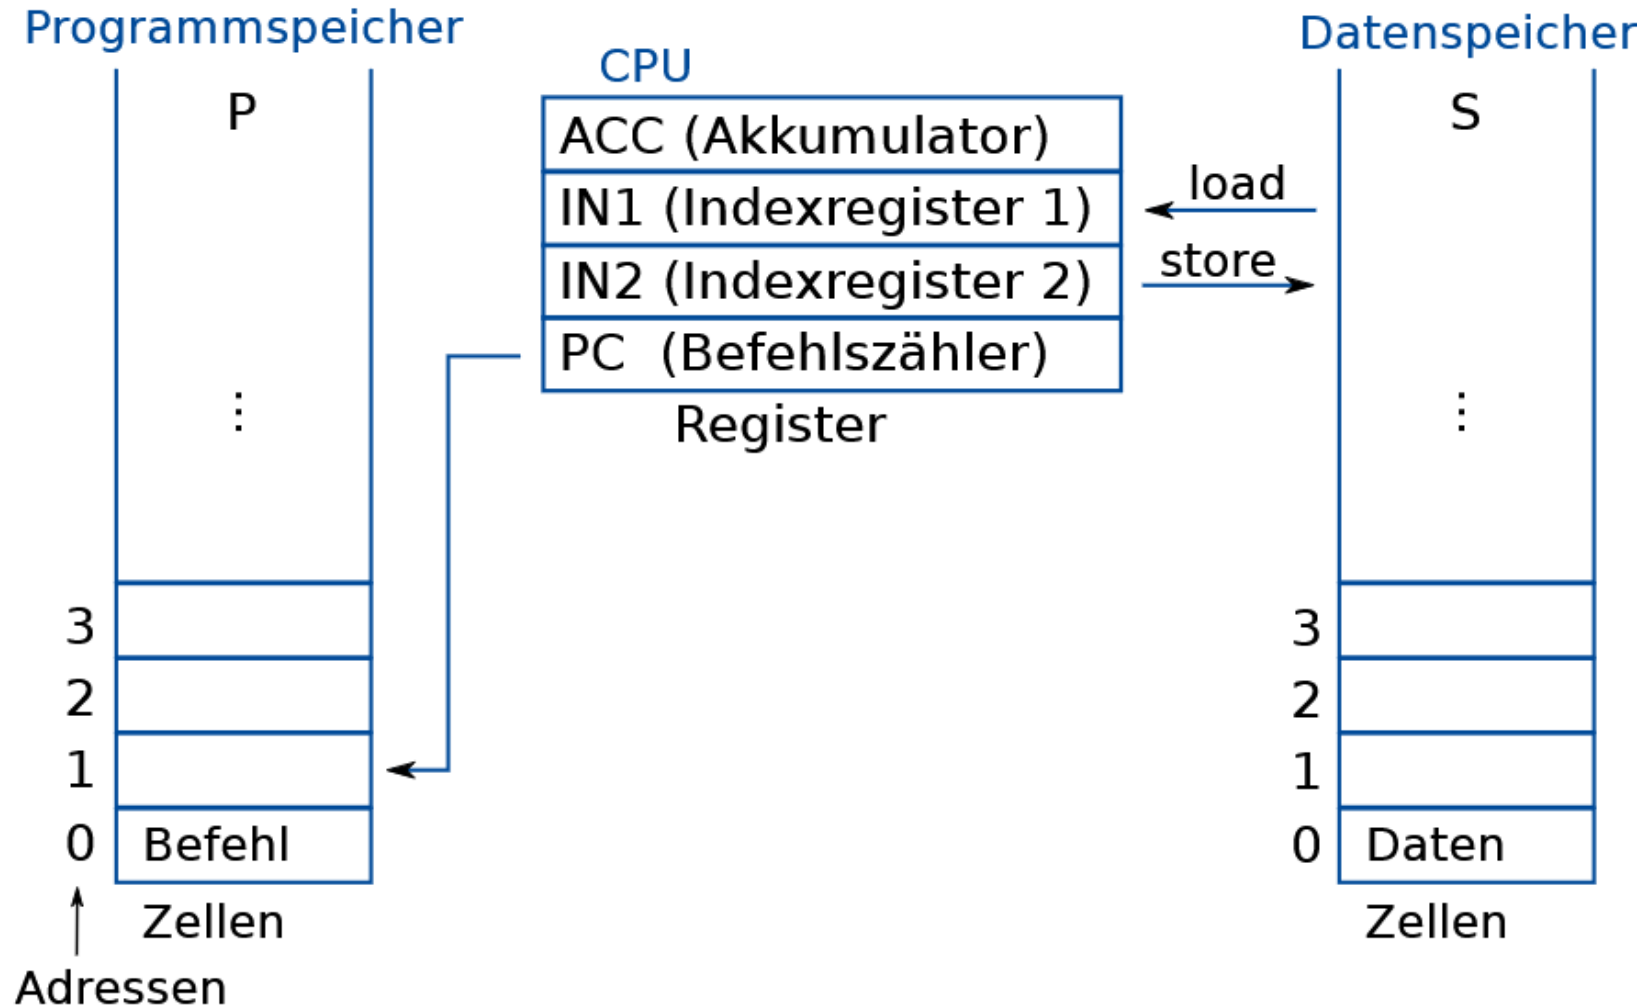 Programmspeicher
P
⋮
3
2
1
0 Befehl
Zellen
Adressen
CPU
ACC (Akkumulator)
IN1 (Indexregister 1)
IN2 (Indexregister 2)
PC (Befehlszähler)
Register
load
store
Datenspeicher
S
⋮
3
2
1
0 Daten
Zellen